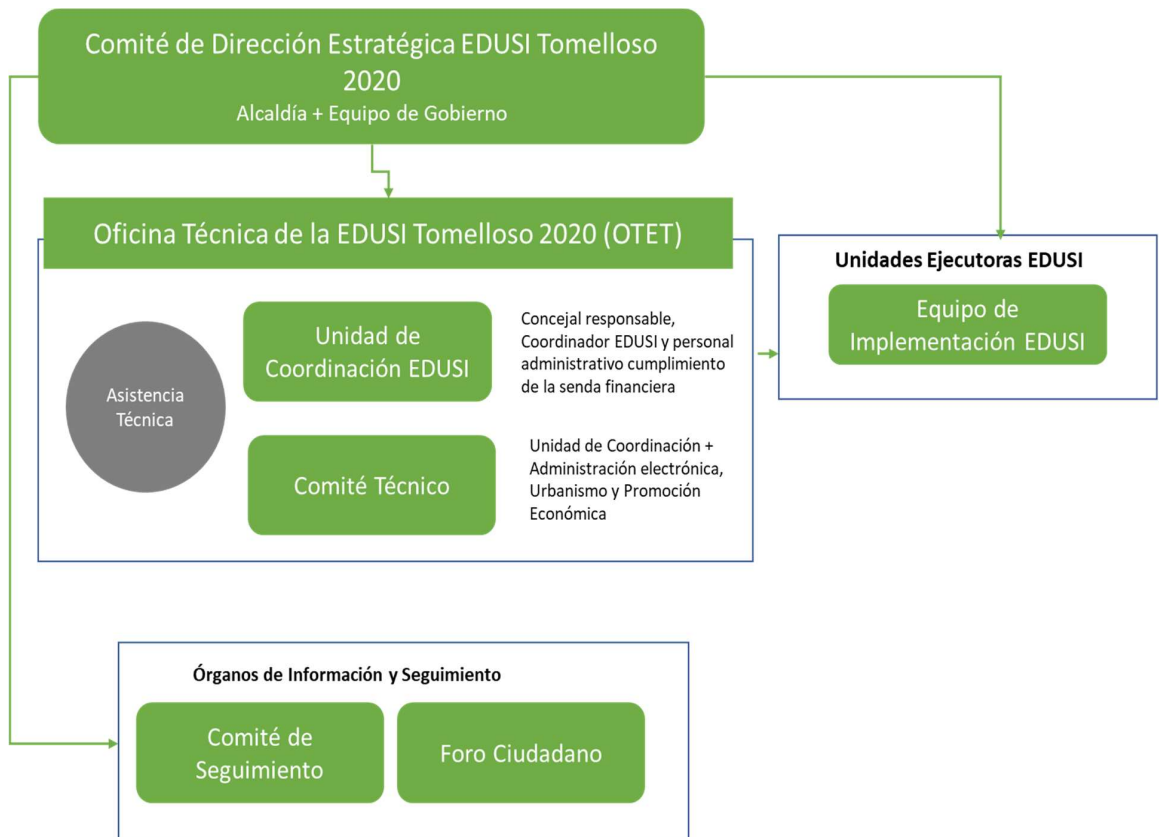 Comité de Dirección Estratégica EDUSI Tomelloso
2020
Alcaldía + Equipo de Gobierno
Oficina Técnica de la EDUSI Tomelloso 2020 (OTET)
Asistencia
Técnica
Unidad de
Coordinación EDUSI
Concejal responsable,
Coordinador EDUSI y personal
administrativo cumplimiento
de la senda financiera
Comité Técnico
Unidad de Coordinación +
Administración electrónica,
Urbanismo y Promoción
Económica
Unidades Ejecutoras EDUSI
Equipo de
Implementación EDUSI
Órganos de Información y Seguimiento
Comité de
Seguimiento
Foro Ciudadano